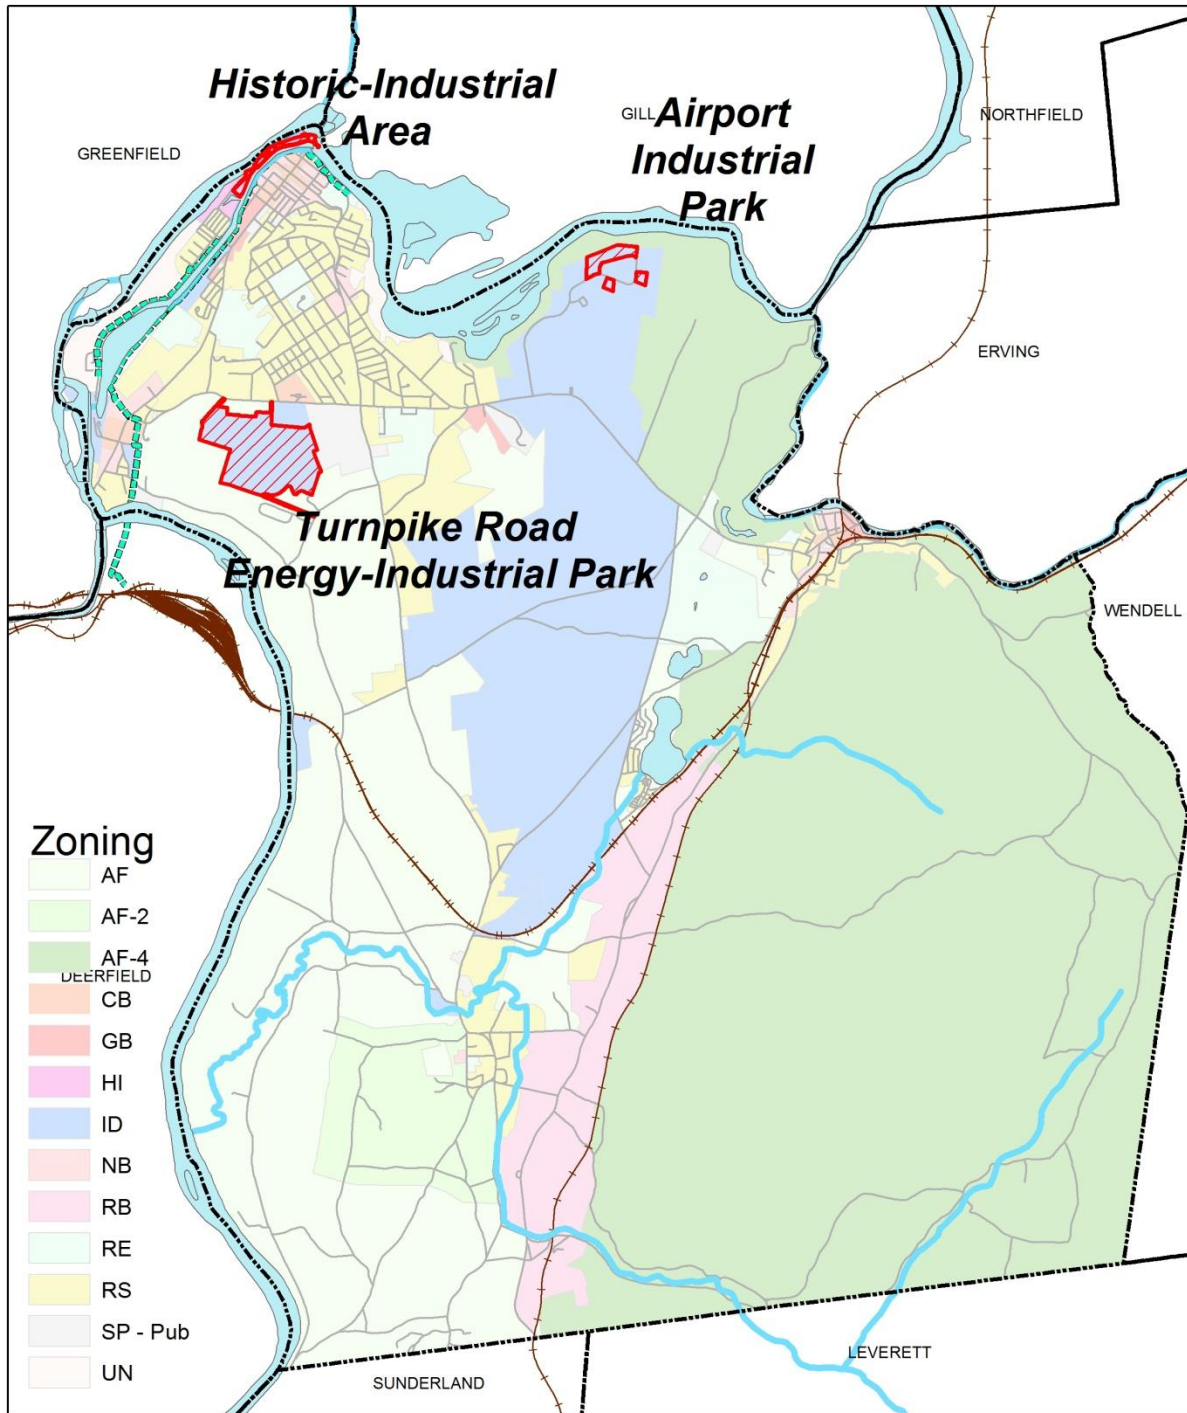 Historic-Industrial
Area
GREENFIELD
GILL
Airport
Industrial
Park
NORTHFIELD
ERVING
Turnpike Road
Energy-Industrial Park
WENDELL
Zoning
AF
AF-2
AF-4
DEERFIELD
CB
GB
HI
ID
NB
RB
RE
RS
SP - Pub
UN
LEVERETT
SUNDERLAND